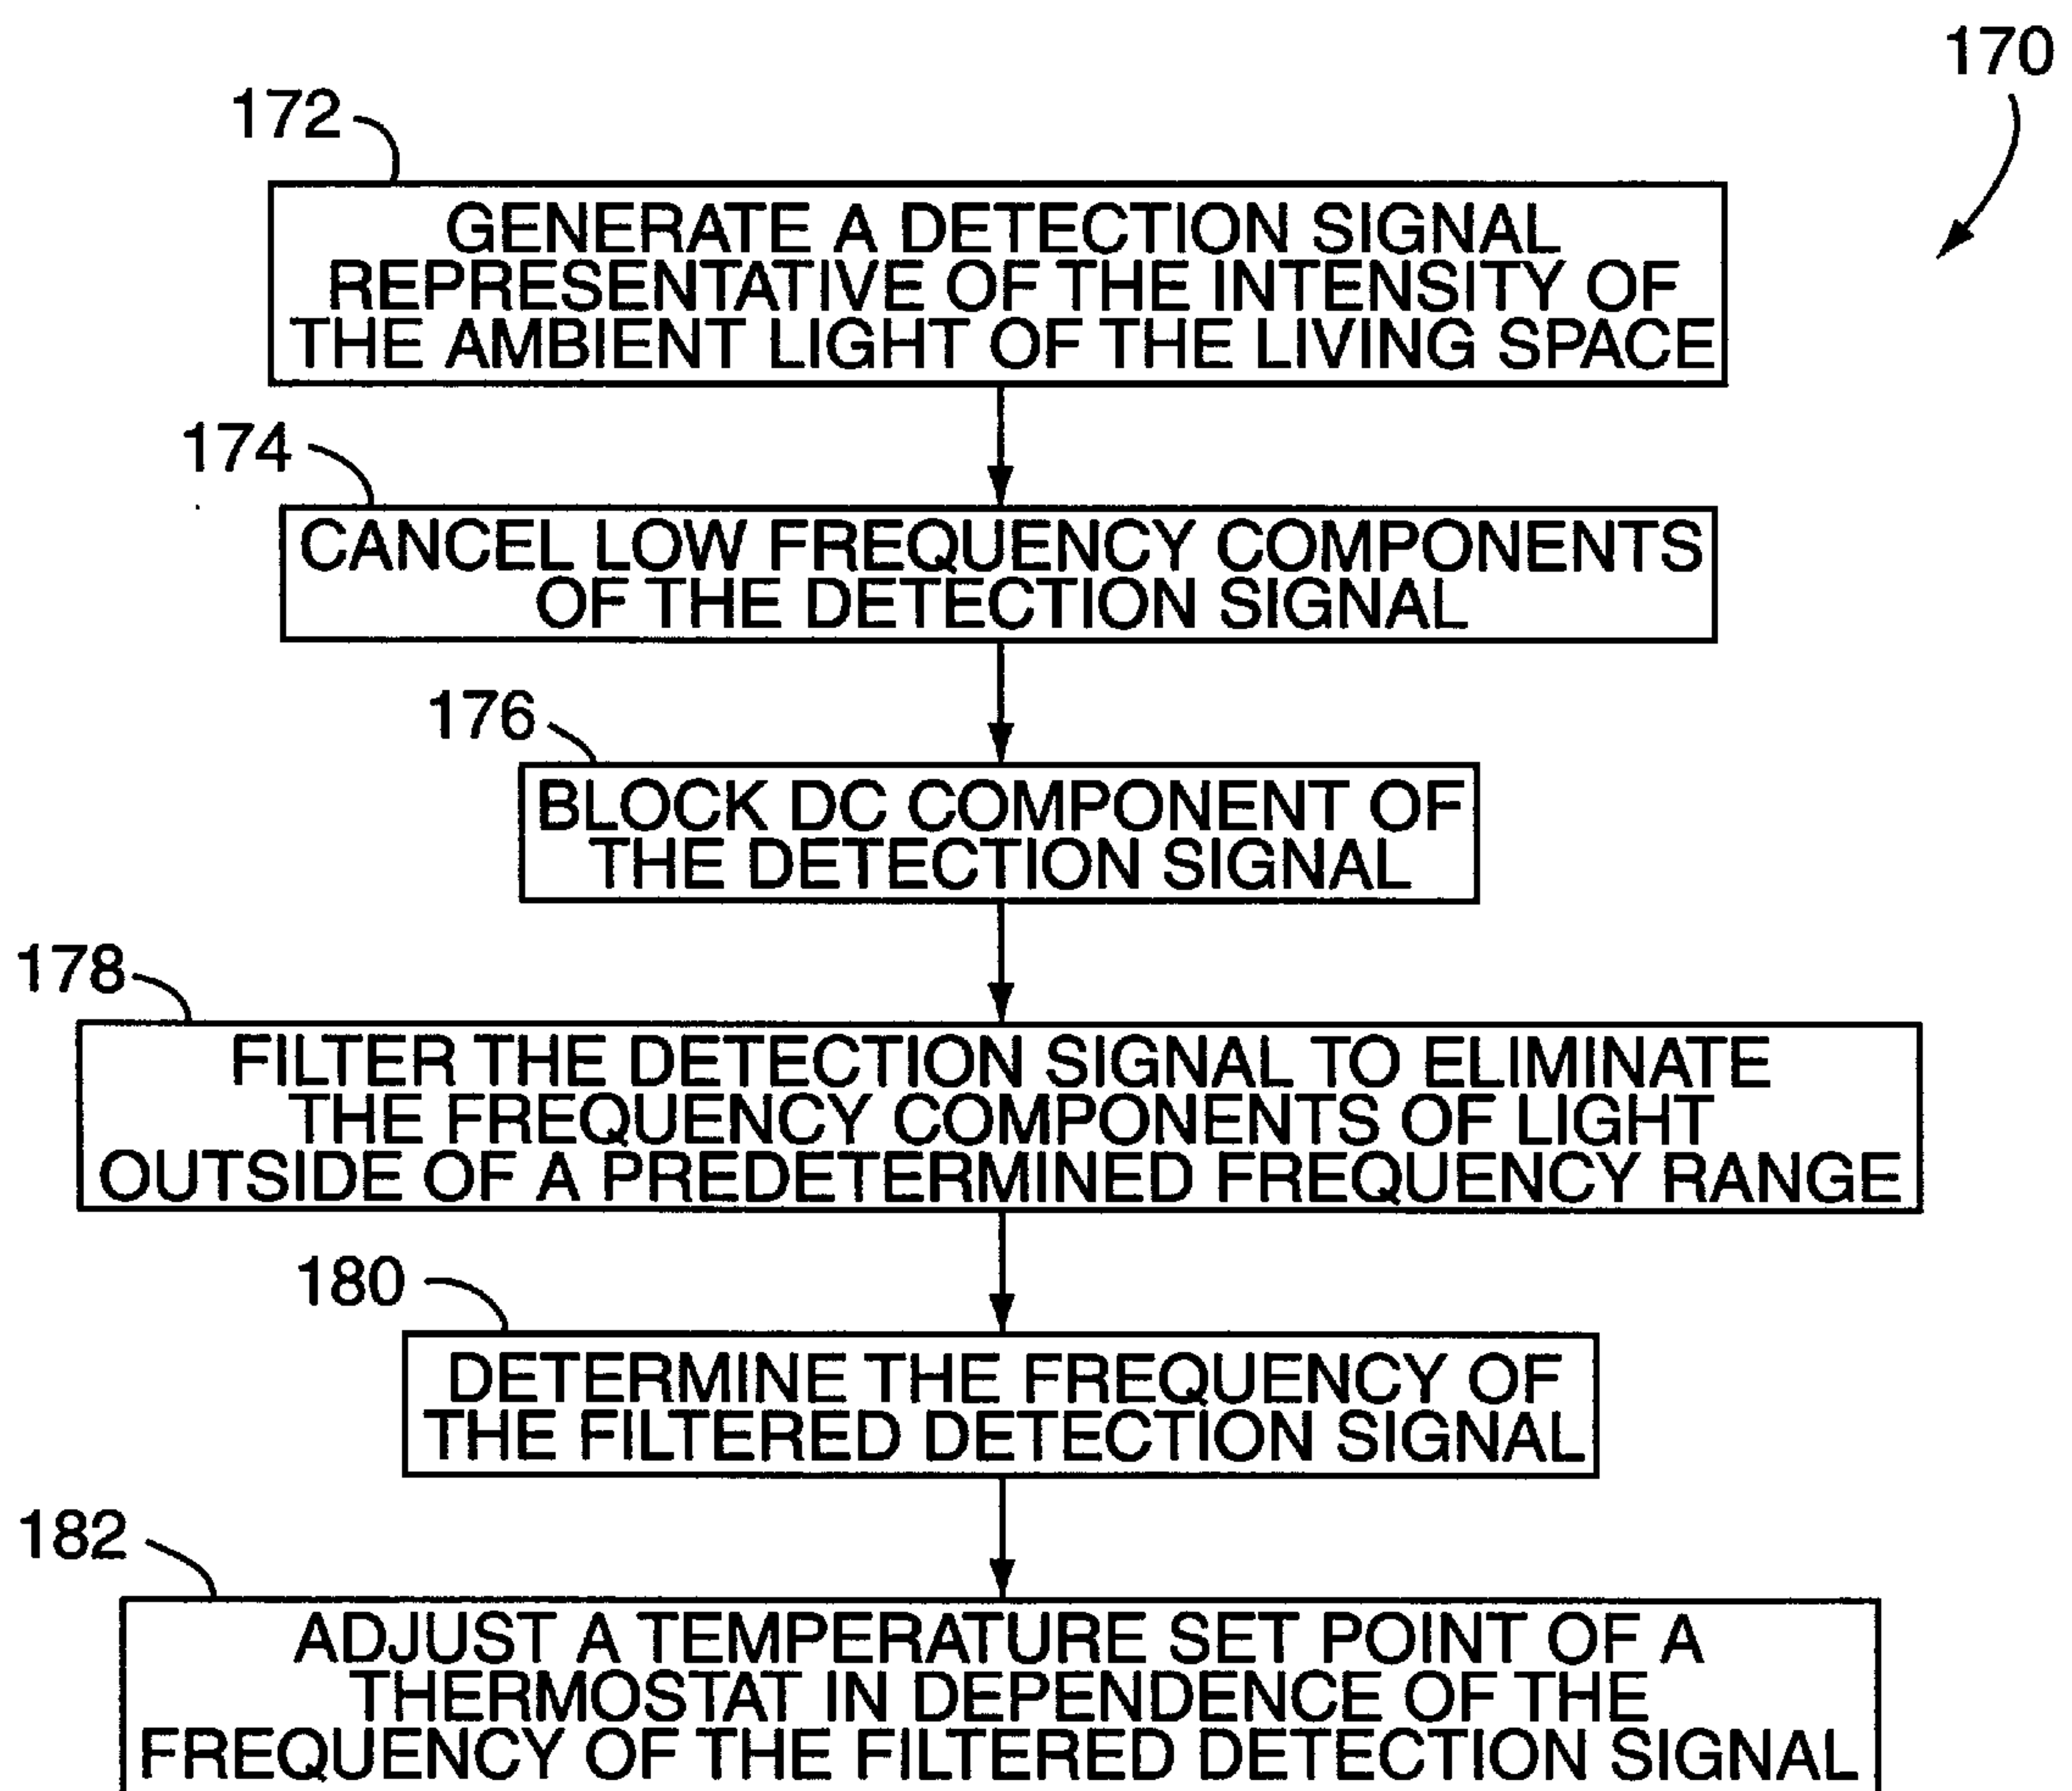 170
172
GENERATE A DETECTION SIGNAL
REPRESENTATIVE OF THE INTENSITY OF
THE AMBIENT LIGHT OF THE LIVING SPACE
174
CANCEL LOW FREQUENCY COMPONENTS
OF THE DETECTION SIGNAL
176
BLOCK DC COMPONENT OF
THE DETECTION SIGNAL
178
FILTER THE DETECTION SIGNAL TO ELIMINATE
THE FREQUENCY COMPONENTS OF LIGHT
OUTSIDE OF A PREDETERMINED FREQUENCY RANGE
180
DETERMINE THE FREQUENCY OF
THE FILTERED DETECTION SIGNAL
182
ADJUST A TEMPERATURE SET POINT OF A
THERMOSTAT IN DEPENDENCE OF THE
FREQUENCY OF THE FILTERED DETECTION SIGNAL